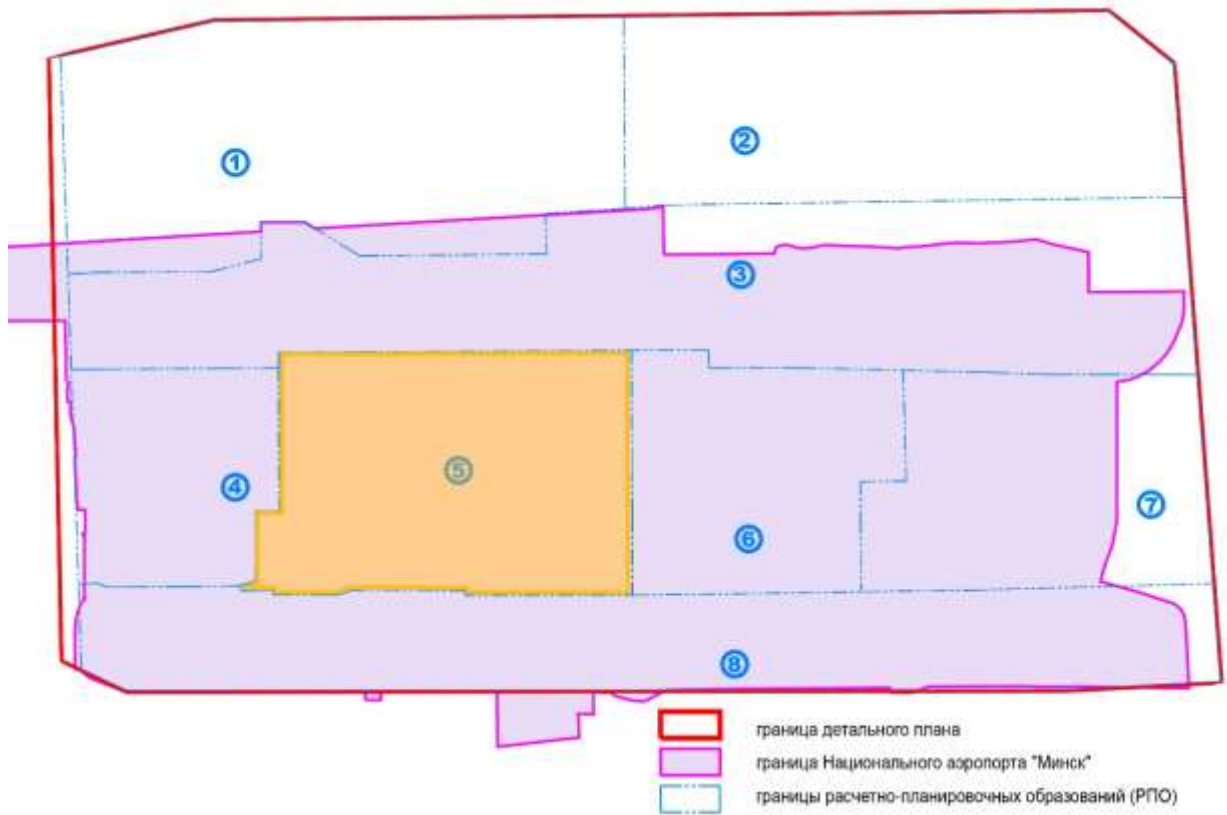 1
2
3
4
5
6
7
8
граница детального плана
граница Национального аэропорта "Минск"
границы расчетно-планировочных образований (РПО)